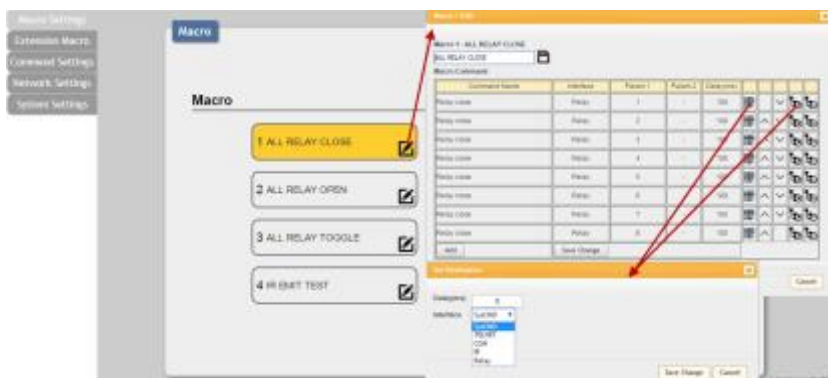 Macro Settings
Extension Macro
Command Settings
Network Settings
System Settings
Macro
Macro
1 ALL RELAY CLOSE
2 ALL RELAY OPEN
3 ALL RELAY TOGGLE
4 IR EMIT TEST
Macro 1 : ALL RELAY CLOSE
ALL RELAY CLOSE
Macro Command
Command Name Interface Param 1 Param 2 Delay(ms)
Relay close Relay 1 - 100
Relay close Relay 2 - 100
Relay close Relay 3 - 100
Relay close Relay 4 - 100
Relay close Relay 5 - 100
Relay close Relay 6 - 100
Relay close Relay 7 - 100
Relay close Relay 8 - 100
Add Save Change
Cancel
Interface
TELNET
COM
IR
Relay
Save Change Cancel